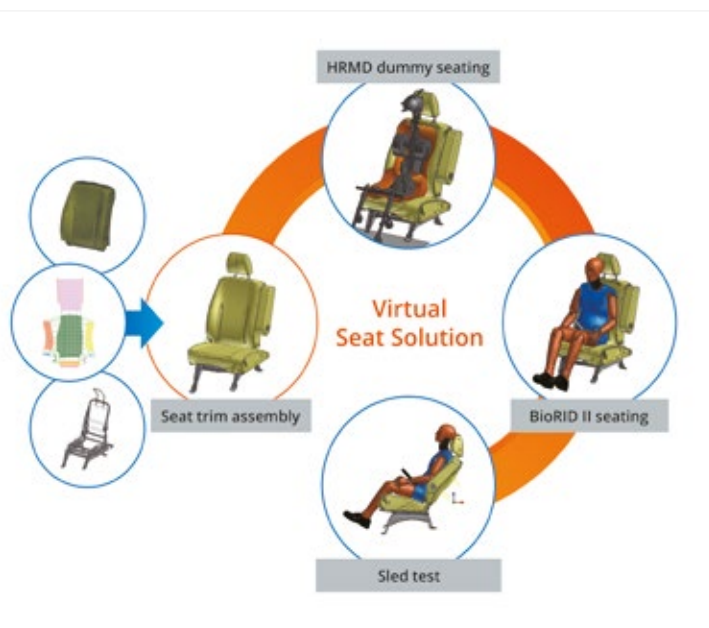 HRMD dummy seating
Virtual
Seat Solution
Seat trim assembly
BioRID II seating
Sled test